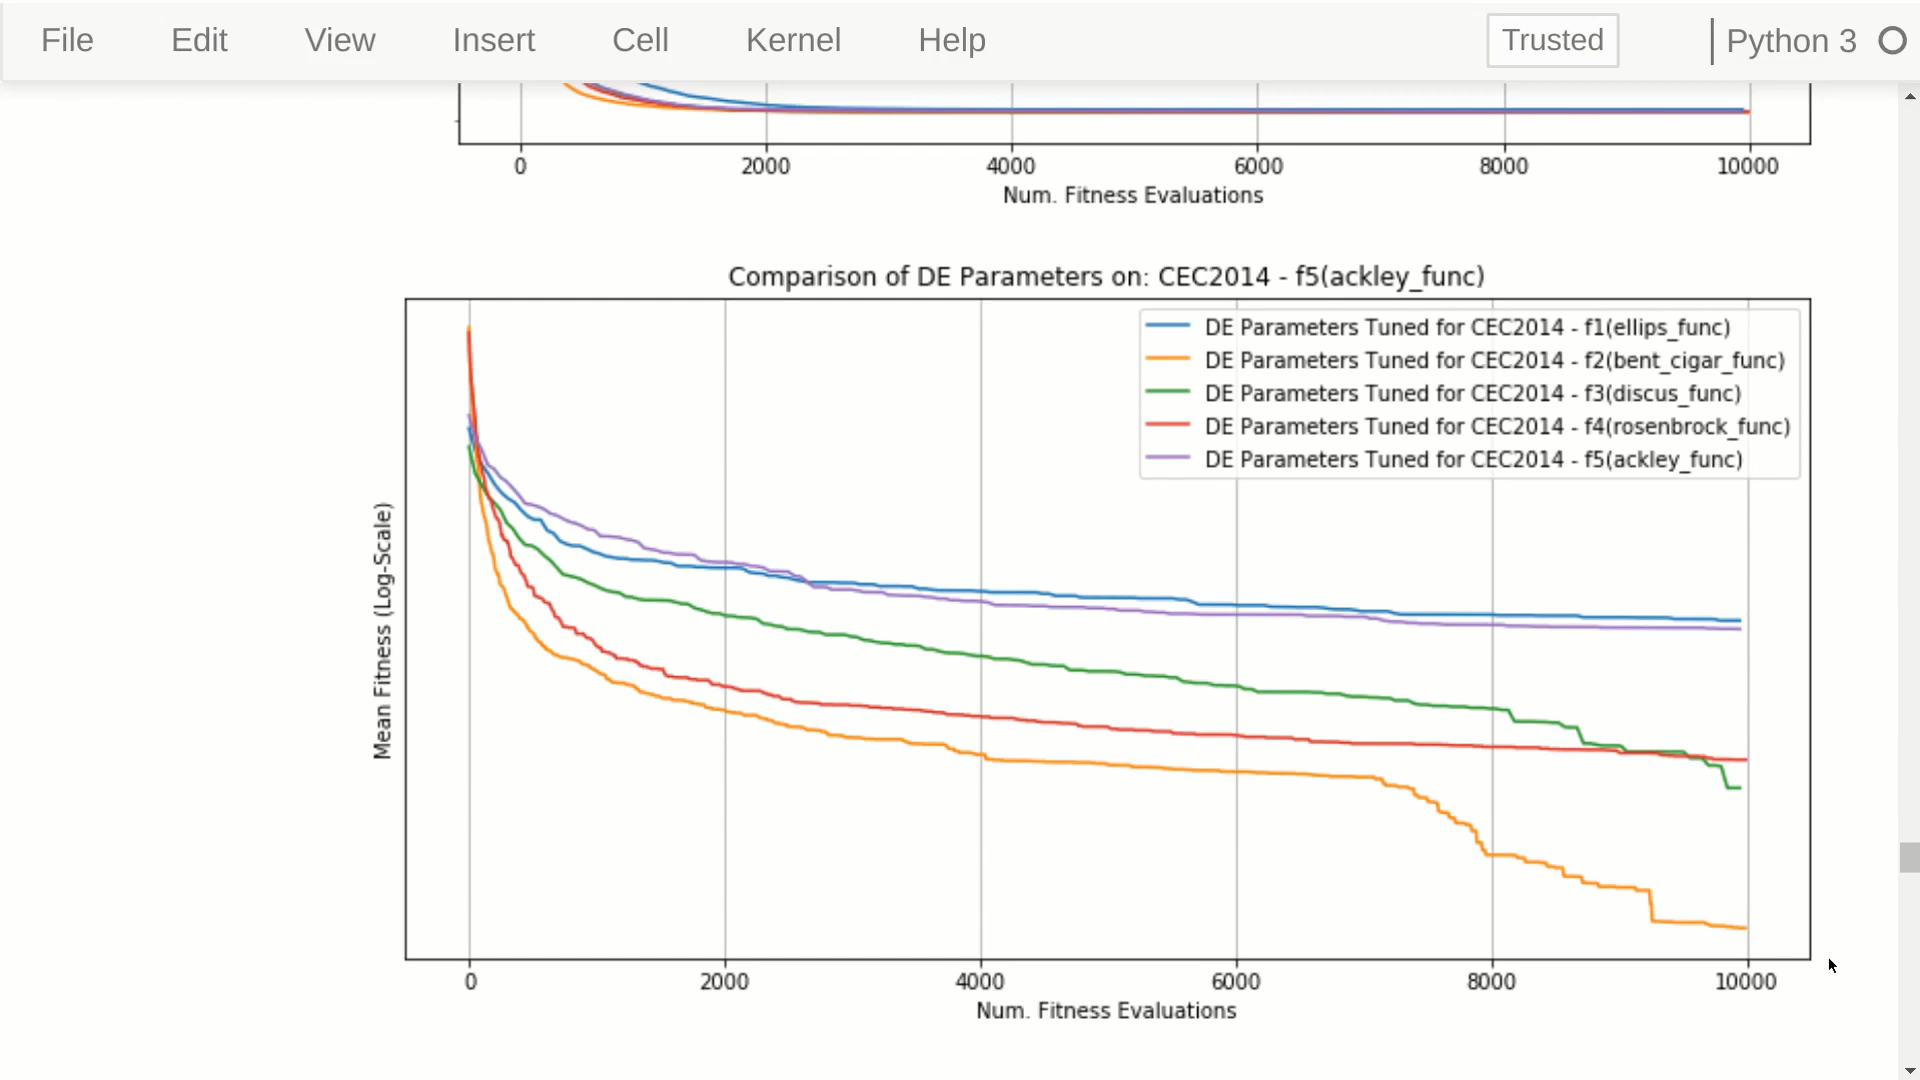 File Edit View Insert Cell Kernel Help Trusted Python 3
0 2000 4000 6000 8000 10000
Num. Fitness Evaluations
Comparison of DE Parameters on: CEC2014 - f5(ackley_func)
DE Parameters Tuned for CEC2014 - f1(ellips_func)
DE Parameters Tuned for CEC2014 - f2(bent_cigar_func)
DE Parameters Tuned for CEC2014 - f3(discus_func)
DE Parameters Tuned for CEC2014 - f4(rosenbrock_func)
DE Parameters Tuned for CEC2014 - f5(ackley_func)
Mean Fitness (Log-Scale)
0 2000 4000 6000 8000 10000
Num. Fitness Evaluations